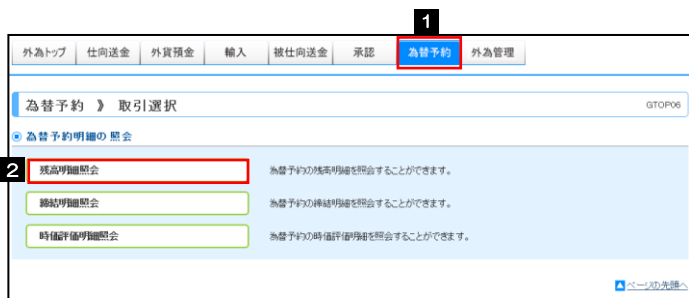 1
外為トップ 仕向送金 外貨預金 輸入 被仕向送金 承認 為替予約 外為管理
為替予約 》 取引選択 GTOP06
為替予約明細の照会
2
残高明細照会 為替予約の残高明細を照会することができます。
締結明細照会 為替予約の締結明細を照会することができます。
時価評価明細照会 為替予約の時価評価明細を照会することができます。
ページの先頭へ